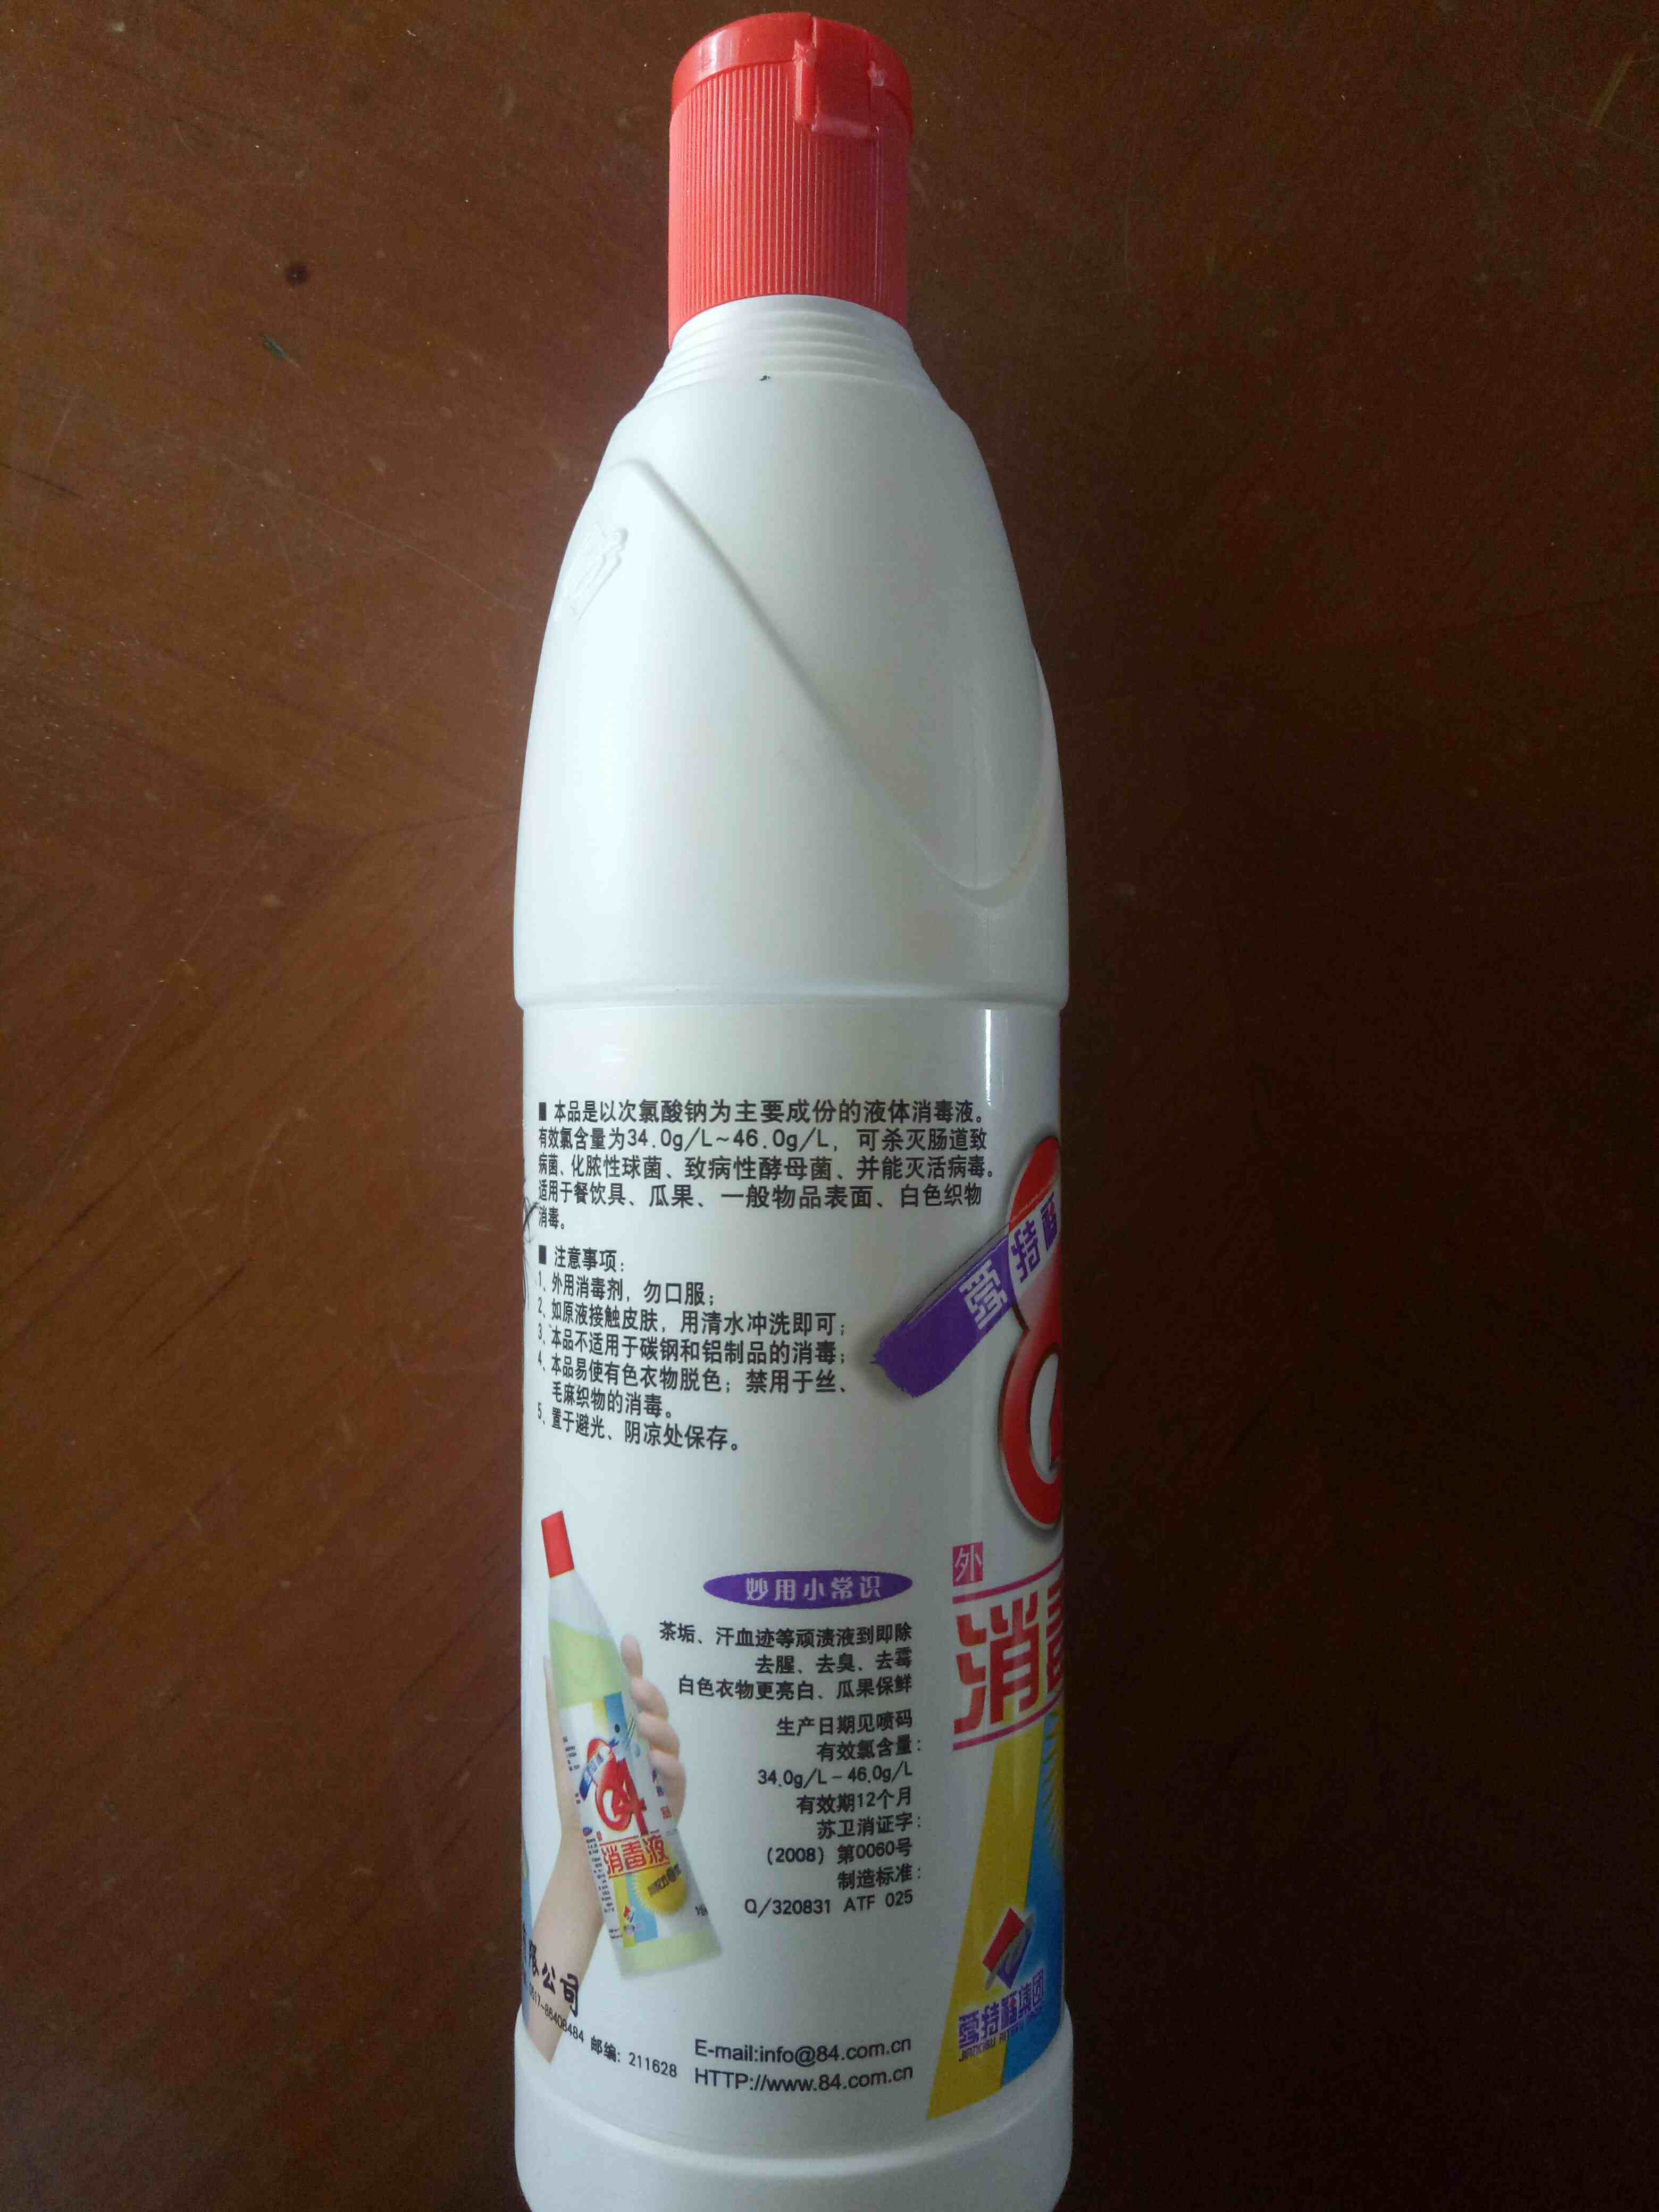 ■ 本品是以次氯酸钠为主要成份的液体消毒液。
有效氯含量为34.0g/L~46.0g/L，可杀灭肠道致
病菌、化脓性球菌、致病性酵母菌、并能灭活病毒。
适用于餐饮具、瓜果、一般物品表面、白色织物
消毒。
■ 注意事项：
1、外用消毒剂，勿口服；
2、如原液接触皮肤，用清水冲洗即可；
3、本品不适用于碳钢和铝制品的消毒；
4、本品易使有色衣物脱色；禁用于丝、
毛麻织物的消毒。
5、置于避光、阴凉处保存。
爱特福
外
消毒
妙用小常识
茶垢、汗血迹等顽渍液到即除
去腥、去臭、去霉
白色衣物更亮白、瓜果保鲜
生产日期见喷码
有效氯含量：
34.0g/L－46.0g/L
有效期12个月
苏卫消证字：
（2008）第0060号
制造标准：
Q/320831 ATF 025
84
消毒液
爱特福集团
限公司
邮编：211628
E-mail:info@84.com.cn
HTTP://www.84.com.cn